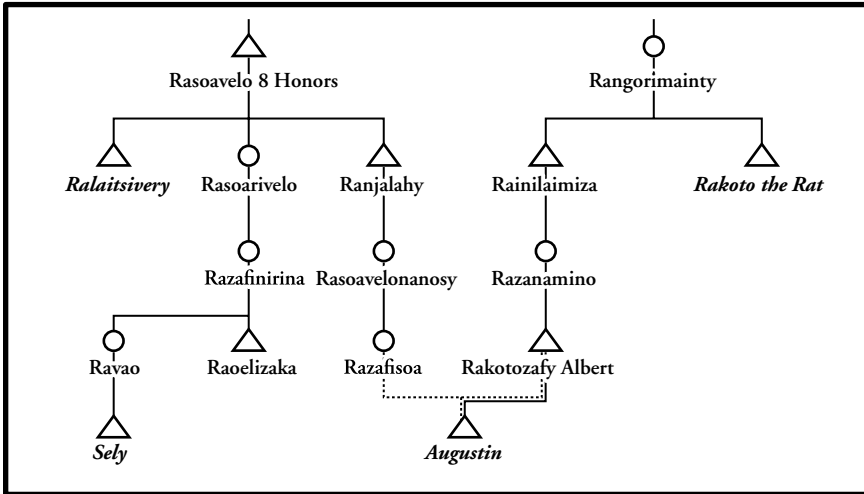 Rasoavelo 8 Honors
Rangorimainty
Ralaitsivery
Rasoarivelo
Ranjalahy
Rainilaimiza
Rakoto the Rat
Razafinirina
Rasoavelonanosy
Razanamino
Ravao
Raoelizaka
Razafisoa
Rakotozafy Albert
Sely
Augustin